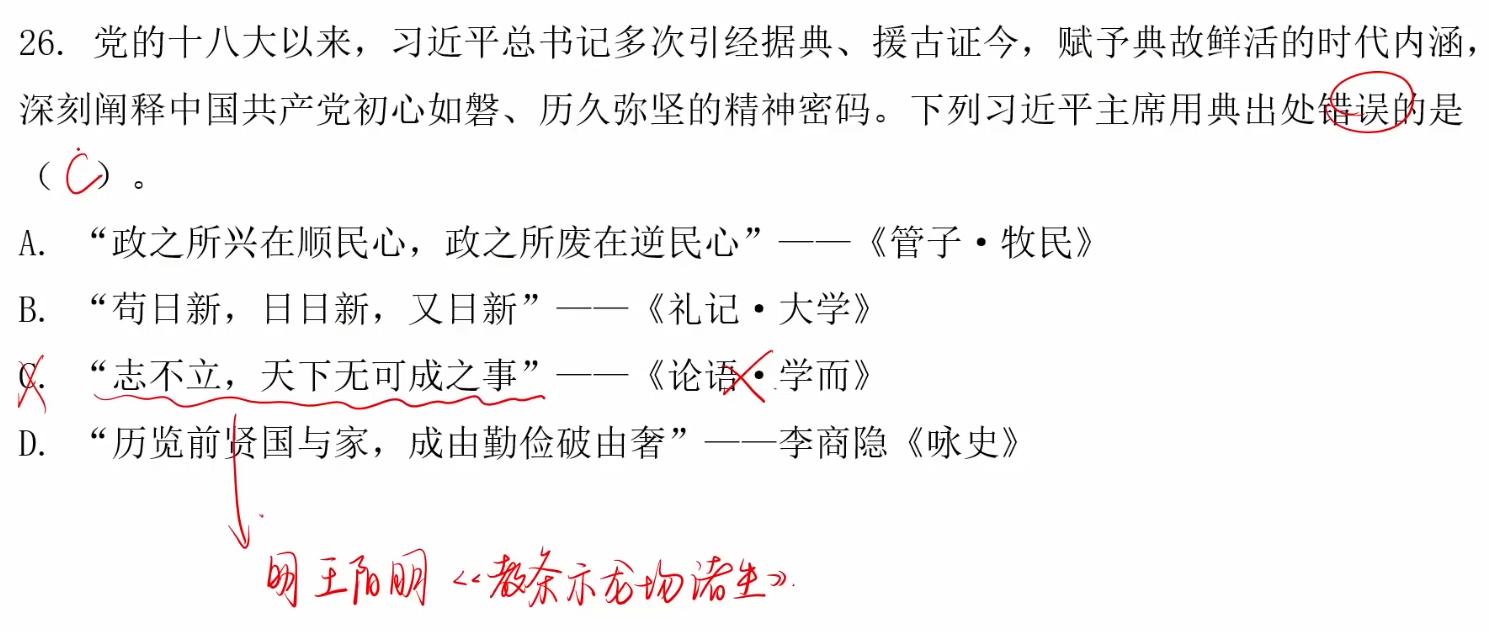 26. 党的十八大以来，习近平总书记多次引经据典、援古证今，赋予典故鲜活的时代内涵，
深刻阐释中国共产党初心如磐、历久弥坚的精神密码。下列习近平主席用典出处错误的是
（C）。
A. “政之所兴在顺民心，政之所废在逆民心”——《管子·牧民》
B. “苟日新，日日新，又日新”——《礼记·大学》
C. “志不立，天下无可成之事”——《论语·学而》
D. “历览前贤国与家，成由勤俭破由奢”——李商隐《咏史》
明王阳明《教条示龙场诸生》.